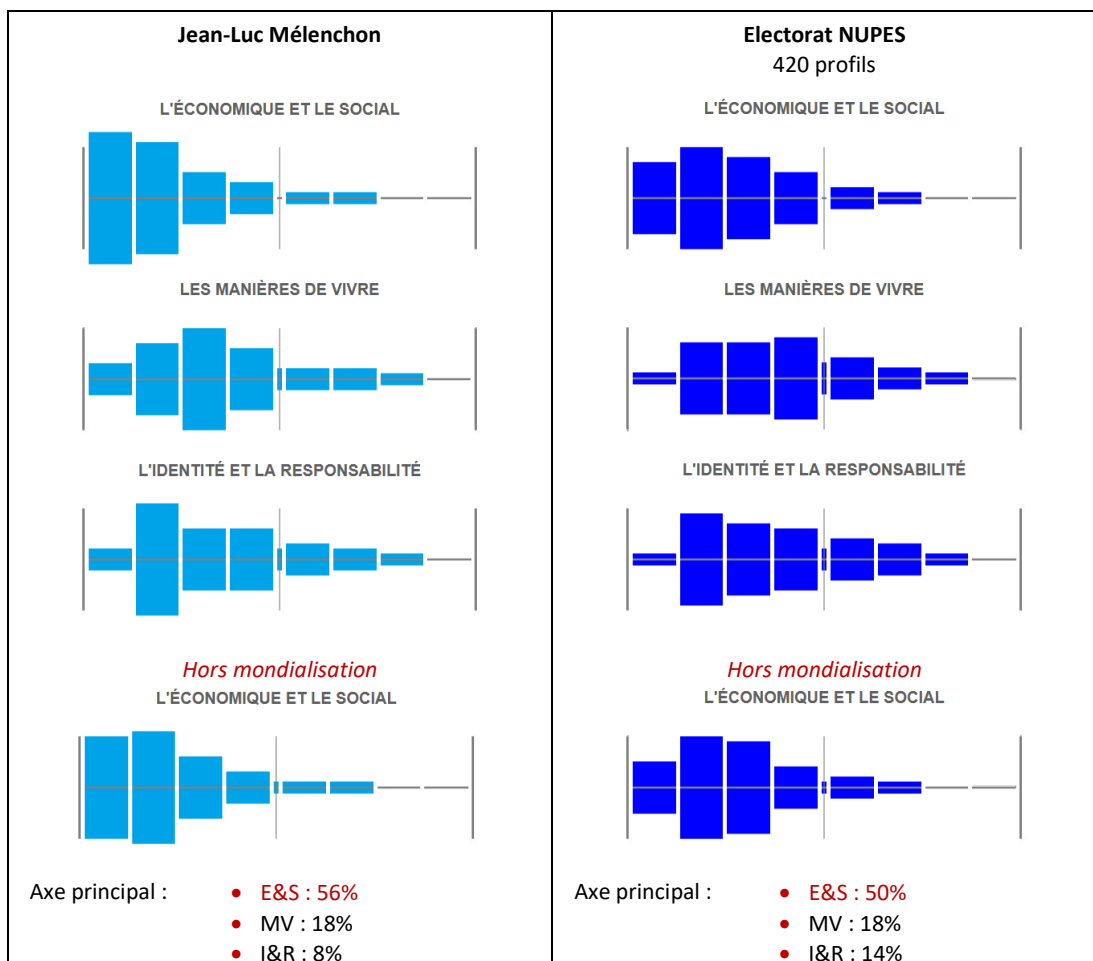 Jean-Luc Mélenchon
L'ÉCONOMIQUE ET LE SOCIAL
LES MANIÈRES DE VIVRE
L'IDENTITÉ ET LA RESPONSABILITÉ
Hors mondialisation
L'ÉCONOMIQUE ET LE SOCIAL
Axe principal :
• E&S : 56%
• MV : 18%
• I&R : 8%
Electorat NUPES
420 profils
L'ÉCONOMIQUE ET LE SOCIAL
LES MANIÈRES DE VIVRE
L'IDENTITÉ ET LA RESPONSABILITÉ
Hors mondialisation
L'ÉCONOMIQUE ET LE SOCIAL
Axe principal :
• E&S : 50%
• MV : 18%
• I&R : 14%